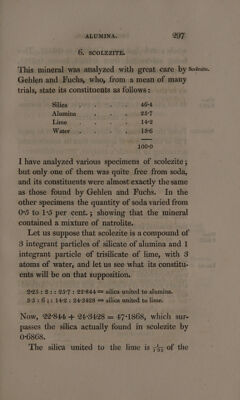 ALUMINA. 297
6. SCOLEZITE.
This mineral was analyzed with great care by Scolezite.
Gehlen and Fuchs, who, from a mean of many
trials, state its constituents as follows:
Silica . . . . 46·4
Alumina . . . . 25·7
Lime . . . . 14·2
Water . . . . 13·6
100·0
I have analyzed various specimens of scolezite;
but only one of them was quite free from soda,
and its constituents were almost exactly the same
as those found by Gehlen and Fuchs. In the
other specimens the quantity of soda varied from
0·5 to 1·5 per cent.; showing that the mineral
contained a mixture of natrolite.
Let us suppose that scolezite is a compound of
3 integrant particles of silicate of alumina and 1
integrant particle of trisilicate of lime, with 3
atoms of water, and let us see what its constitu-
ents will be on that supposition.
2·25 : 2 :: 25·7 : 22·844 = silica united to alumina.
3·5 : 6 :: 14·2 : 24·3428 = silica united to lime.
Now, 22·844 + 24·3428 = 47·1868, which sur-
passes the silica actually found in scolezite by
0·6868.
The silica united to the lime is of the